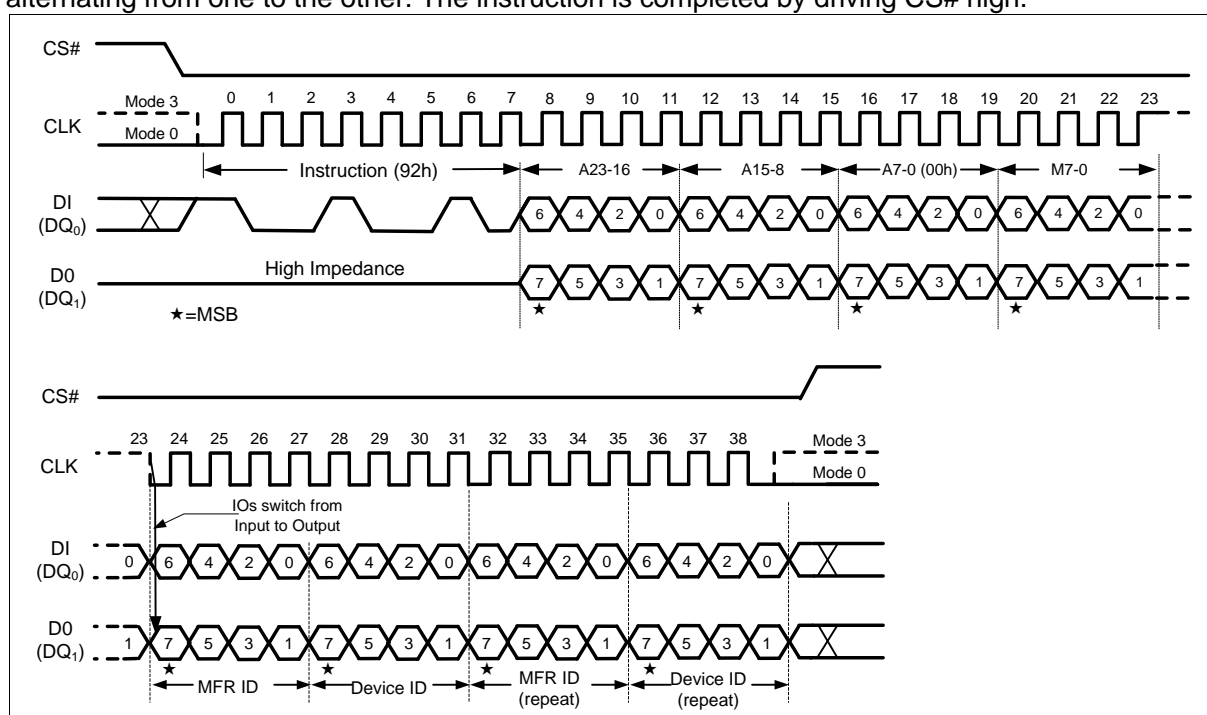 alternating from one to the other. The instruction is completed by driving CS# high.
CS#
Mode 3 0 1 2 3 4 5 6 7 8 9 10 11 12 13 14 15 16 17 18 19 20 21 22 23
CLK
Mode 0
Instruction (92h) A23-16 A15-8 A7-0 (00h) M7-0
DI
(DQ0) 6 4 2 0 6 4 2 0 6 4 2 0 6 4 2 0
High Impedance
D0
(DQ1) 7 5 3 1 7 5 3 1 7 5 3 1 7 5 3 1
★ ★ ★ ★
★=MSB
CS#
23 24 25 26 27 28 29 30 31 32 33 34 35 36 37 38 Mode 3
CLK
Mode 0
IOs switch from
Input to Output
DI
(DQ0) 0 6 4 2 0 6 4 2 0 6 4 2 0 6 4 2 0
D0
(DQ1) 1 7 5 3 1 7 5 3 1 7 5 3 1 7 5 3 1
★ ★ ★ ★
MFR ID Device ID MFR ID Device ID
(repeat) (repeat)